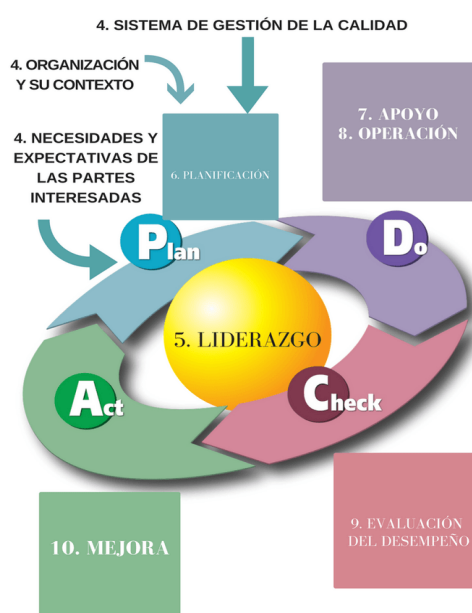 4. SISTEMA DE GESTIÓN DE LA CALIDAD
4. ORGANIZACIÓN
Y SU CONTEXTO
4. NECESIDADES Y
EXPECTATIVAS DE
LAS PARTES
INTERESADAS
6. PLANIFICACIÓN
7. APOYO
8. OPERACIÓN
Plan
Do
5. LIDERAZGO
Act
Check
10. MEJORA
9. EVALUACIÓN
DEL DESEMPEÑO